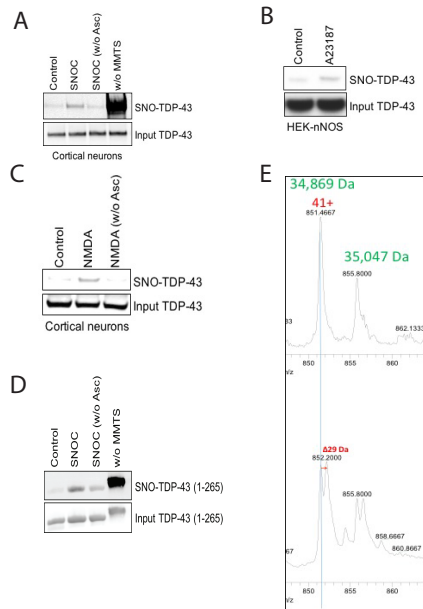 A
Control
SNOC
SNOC (w/o Asc)
w/o MMTS
SNO-TDP-43
Input TDP-43
Cortical neurons
B
Control
A23187
SNO-TDP-43
Input TDP-43
HEK-nNOS
C
Control
NMDA
NMDA (w/o Asc)
SNO-TDP-43
Input TDP-43
Cortical neurons
D
Control
SNOC
SNOC (w/o Asc)
w/o MMTS
SNO-TDP-43 (1-265)
Input TDP-43 (1-265)
E
34,869 Da
41+
851.4667
35,047 Da
855.8000
862.1333
33
850
855
860
m/z
Δ29 Da
852.2000
855.8000
858.6667
860.8667
67
850
855
860
m/z